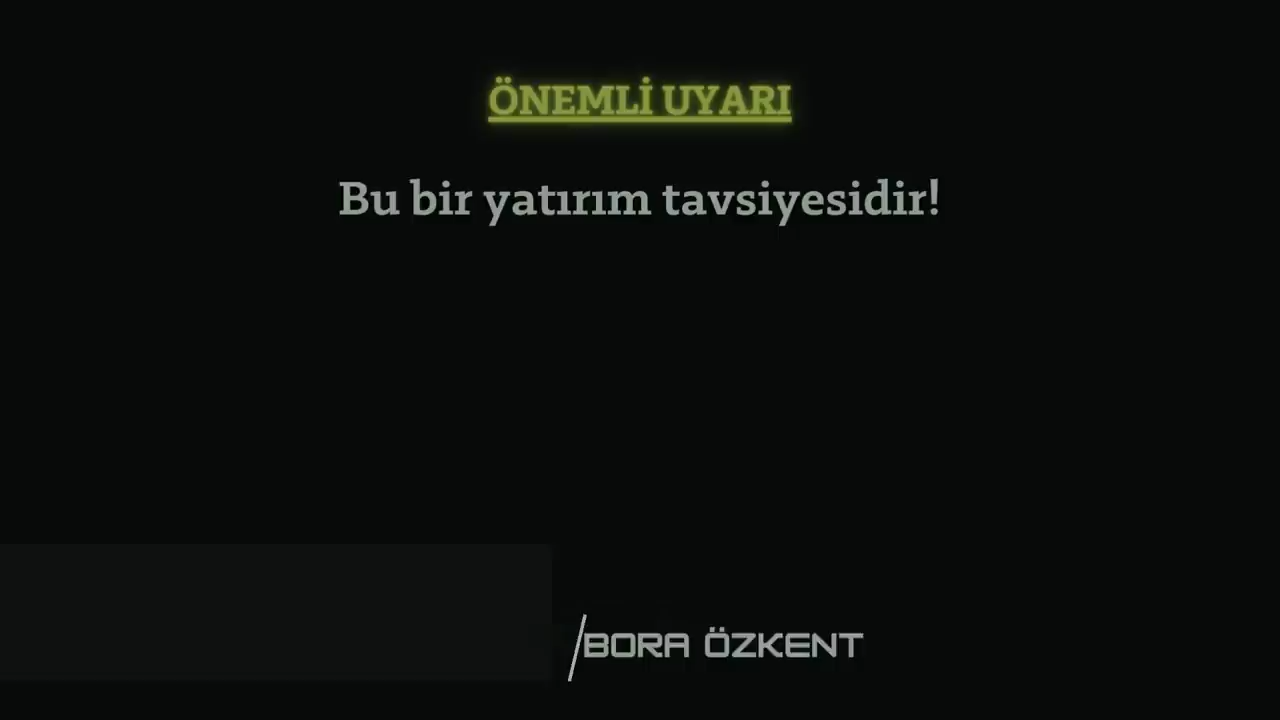 ÖNEMLİ UYARI
Bu bir yatırım tavsiyesidir!
/BORA ÖZKENT